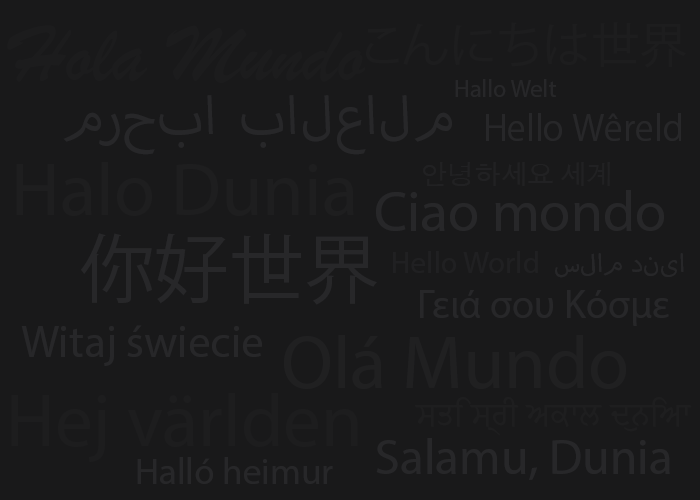 Hola Mundo
こんにちは世界
Hallo Welt
مرحبا بالعالم
Hello Wêreld
Halo Dunia
안녕하세요 세계
Ciao mondo
你好世界
Hello World
سلام دنیا
Γειά σου Κόσμε
Witaj świecie
Olá Mundo
Hej världen
ਸਤਿ ਸ੍ਰੀ ਅਕਾਲ ਦੁਨਿਆ
Halló heimur
Salamu, Dunia